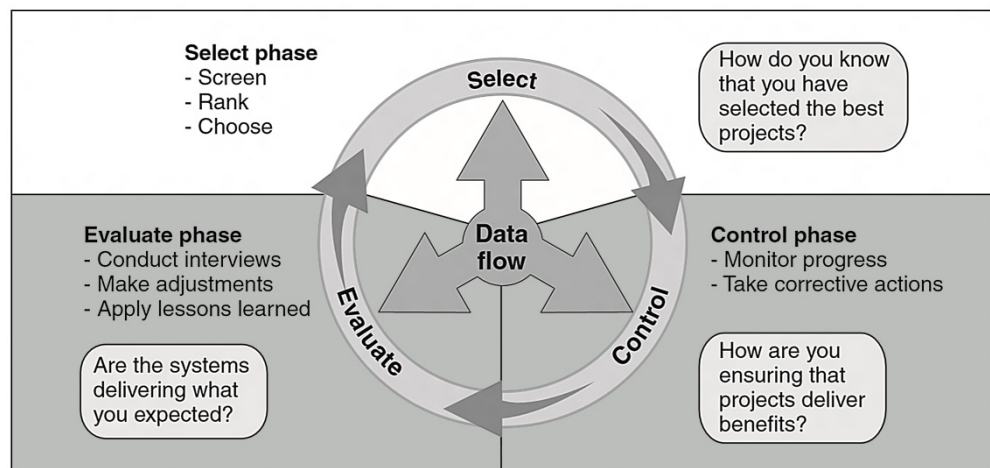 Select phase
- Screen
- Rank
- Choose
Select
How do you know
that you have
selected the best
projects?
Data
flow
Evaluate phase
- Conduct interviews
- Make adjustments
- Apply lessons learned
Evaluate
Are the systems
delivering what
you expected?
Control phase
- Monitor progress
- Take corrective actions
Control
How are you
ensuring that
projects deliver
benefits?